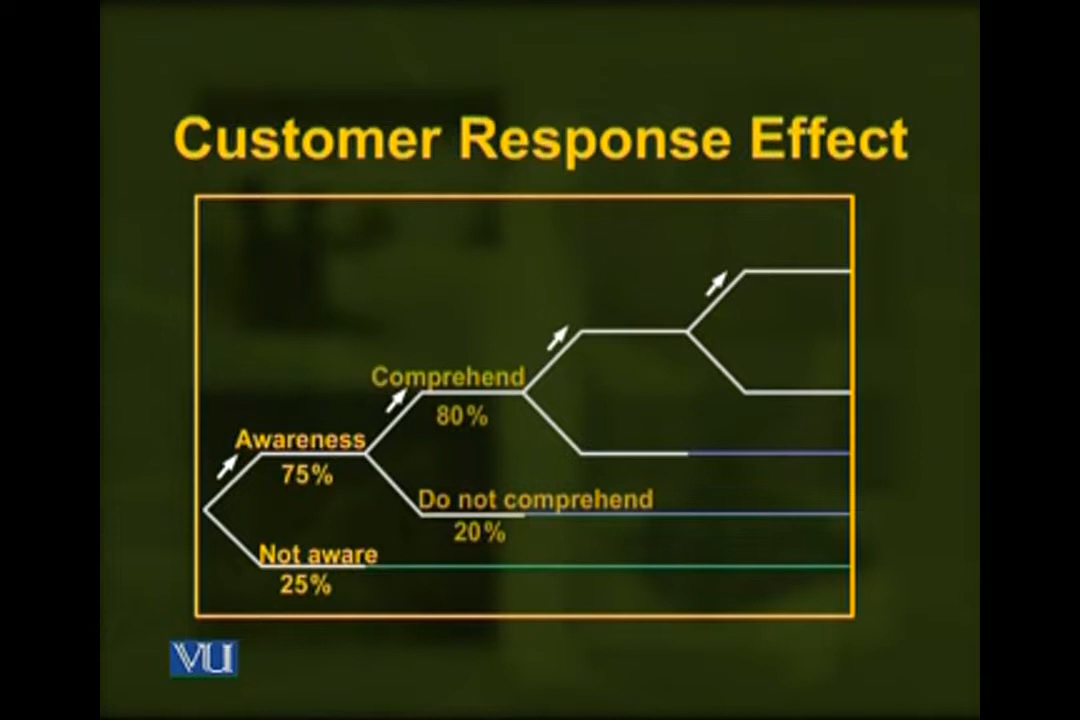 Customer Response Effect
Comprehend
80%
Awareness
75%
Do not comprehend
20%
Not aware
25%
VU